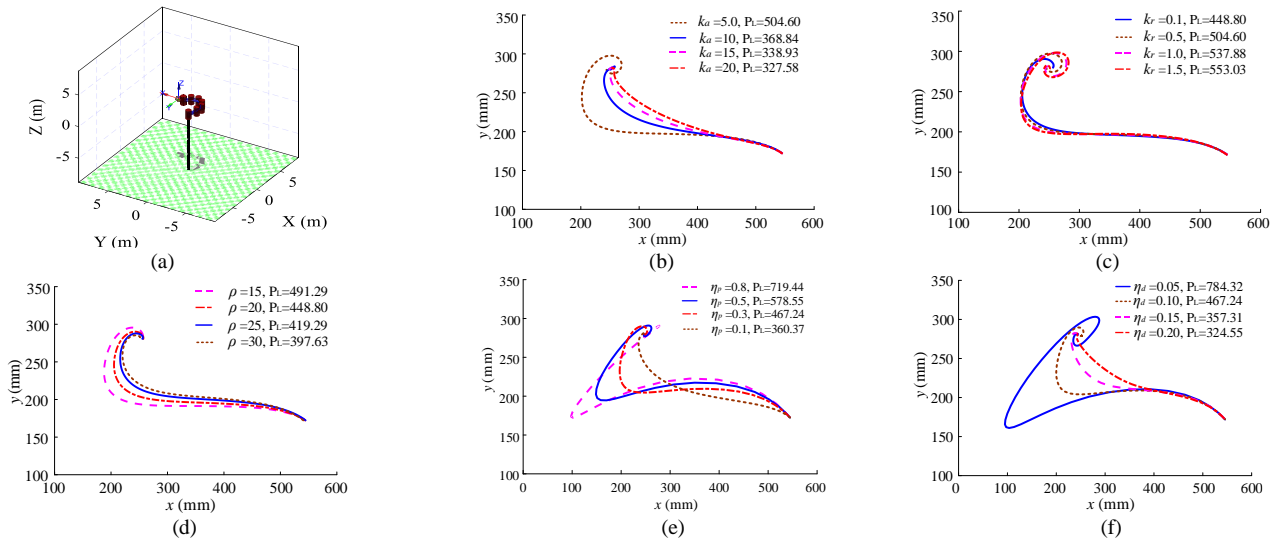 5
0
-5
Z (m)
5
0
-5
Y (m)
5
0
-5
X (m)
Z
(a)
350
300
250
200
150
100
y (mm)
100 200 300 400 500 600
x (mm)
kₐ =5.0, PL=504.60
kₐ =10, PL=368.84
kₐ =15, PL=338.93
kₐ =20, PL=327.58
(b)
350
300
250
200
150
100
y (mm)
100 200 300 400 500 600
x (mm)
kᵣ =0.1, PL=448.80
kᵣ =0.5, PL=504.60
kᵣ =1.0, PL=537.88
kᵣ =1.5, PL=553.03
(c)
350
300
250
200
150
100
y (mm)
100 200 300 400 500 600
x (mm)
ρ =15, PL=491.29
ρ =20, PL=448.80
ρ =25, PL=419.29
ρ =30, PL=397.63
(d)
350
300
250
200
150
100
y (mm)
100 200 300 400 500 600
x (mm)
ηₚ =0.8, PL=719.44
ηₚ =0.5, PL=578.55
ηₚ =0.3, PL=467.24
ηₚ =0.1, PL=360.37
(e)
350
300
250
200
150
100
y (mm)
0 100 200 300 400 500 600
x (mm)
ηd =0.05, PL=784.32
ηd =0.10, PL=467.24
ηd =0.15, PL=357.31
ηd =0.20, PL=324.55
(f)